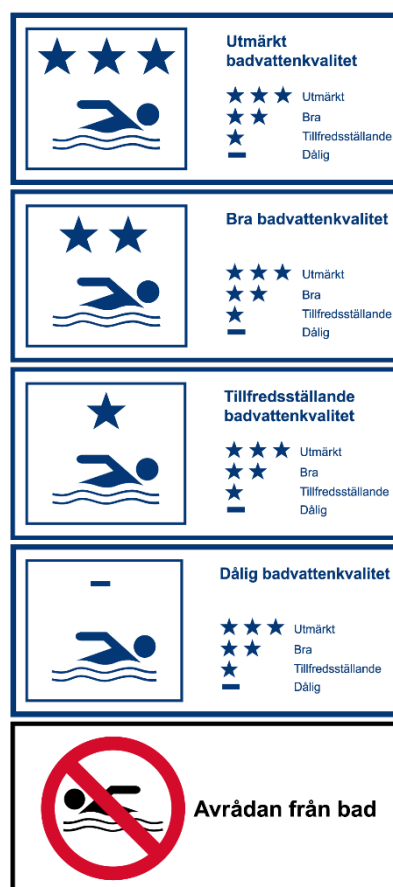 Utmärkt
badvattenkvalitet
Utmärkt
Bra
Tillfredsställande
Dålig
Bra badvattenkvalitet
Utmärkt
Bra
Tillfredsställande
Dålig
Tillfredsställande
badvattenkvalitet
Utmärkt
Bra
Tillfredsställande
Dålig
Dålig badvattenkvalitet
Utmärkt
Bra
Tillfredsställande
Dålig
Avrådan från bad